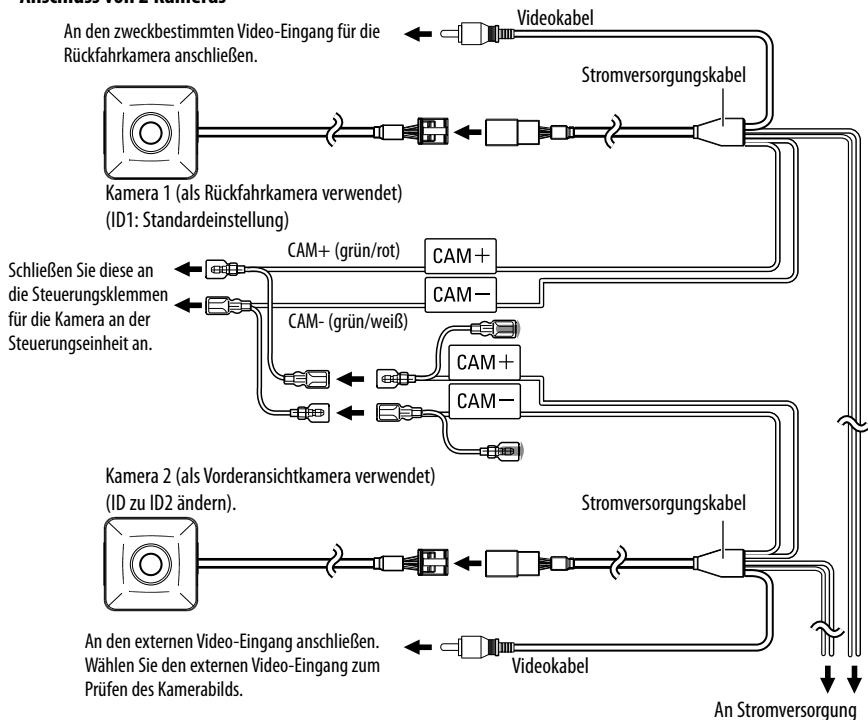 Anschluss von 2 Kameras
Videokabel
An den zweckbestimmten Video-Eingang für die
Rückfahrkamera anschließen.
Stromversorgungskabel
Kamera 1 (als Rückfahrkamera verwendet)
(ID1: Standardeinstellung)
CAM+ (grün/rot)
CAM+
Schließen Sie diese an
die Steuerungsklemmen
für die Kamera an der
Steuerungseinheit an.
CAM−
CAM- (grün/weiß)
CAM+
CAM−
Kamera 2 (als Vorderansichtkamera verwendet)
(ID zu ID2 ändern).
Stromversorgungskabel
An den externen Video-Eingang anschließen.
Wählen Sie den externen Video-Eingang zum
Prüfen des Kamerabilds.
Videokabel
An Stromversorgung